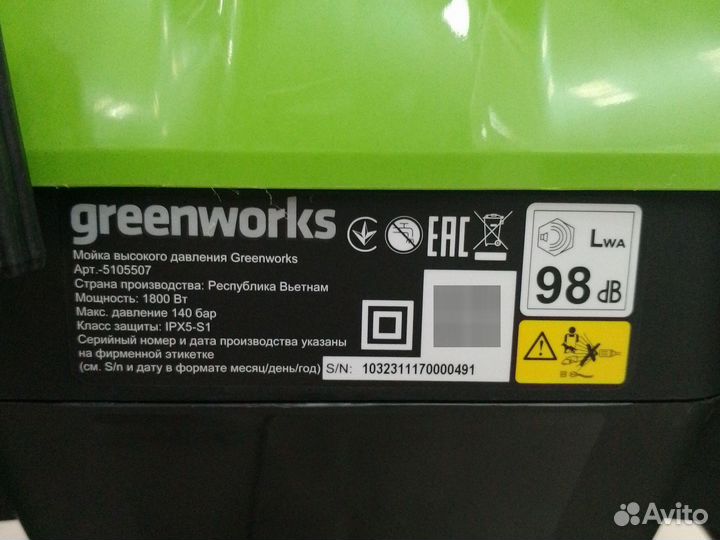 greenworks
Мойка высокого давления Greenworks
Арт.-5105507
Страна производства: Республика Вьетнам
Мощность: 1800 Вт
Макс. давление 140 бар
Класс защиты: IPX5-S1
Серийный номер и дата производства указаны
на фирменной этикетке
(см. S/n и дату в формате месяц/день/год)
S/N: 1032311170000491
EAC
LWA
98 dB
Avito